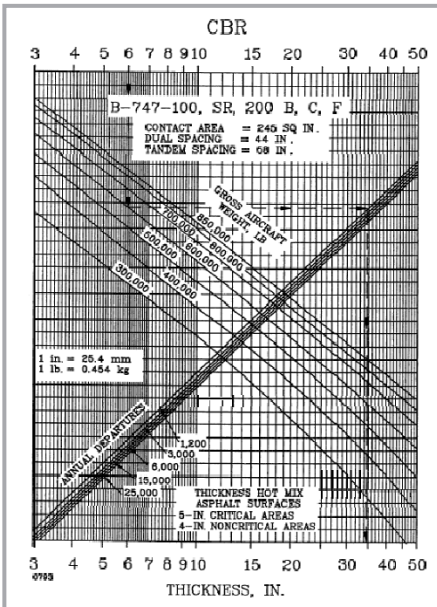 CBR
3 4 5 6 7 8 9 10 20 30 40 50
B-747-100, SR, 200 B, C, F
CONTACT AREA = 245 SQ IN.
DUAL SPACING = 44 IN.
TANDEM SPACING = 58 IN.
GROSS AIRCRAFT
WEIGHT, LB
850,000
800,000
700,000
600,000
500,000
400,000
300,000
1 in. = 25.4 mm
1 lb. = 0.454 kg
ANNUAL DEPARTURES
1,200
3,000
6,000
15,000
25,000
THICKNESS HOT MIX
ASPHALT SURFACES
5-IN. CRITICAL AREAS
4-IN. NONCRITICAL AREAS
3 4 5 6 7 8 9 10 15 20 30 40 50
THICKNESS, IN.